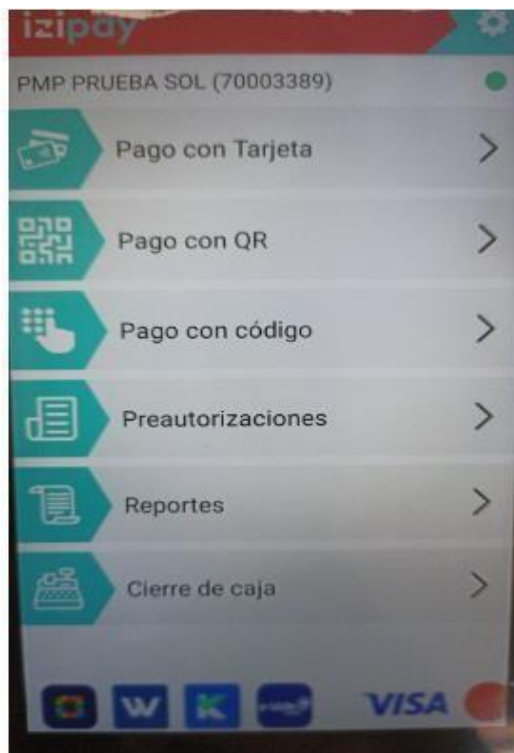 izipay
PMP PRUEBA SOL (70003389)
Pago con Tarjeta
Pago con QR
Pago con código
Preautorizaciones
Reportes
Cierre de caja
W K VISA